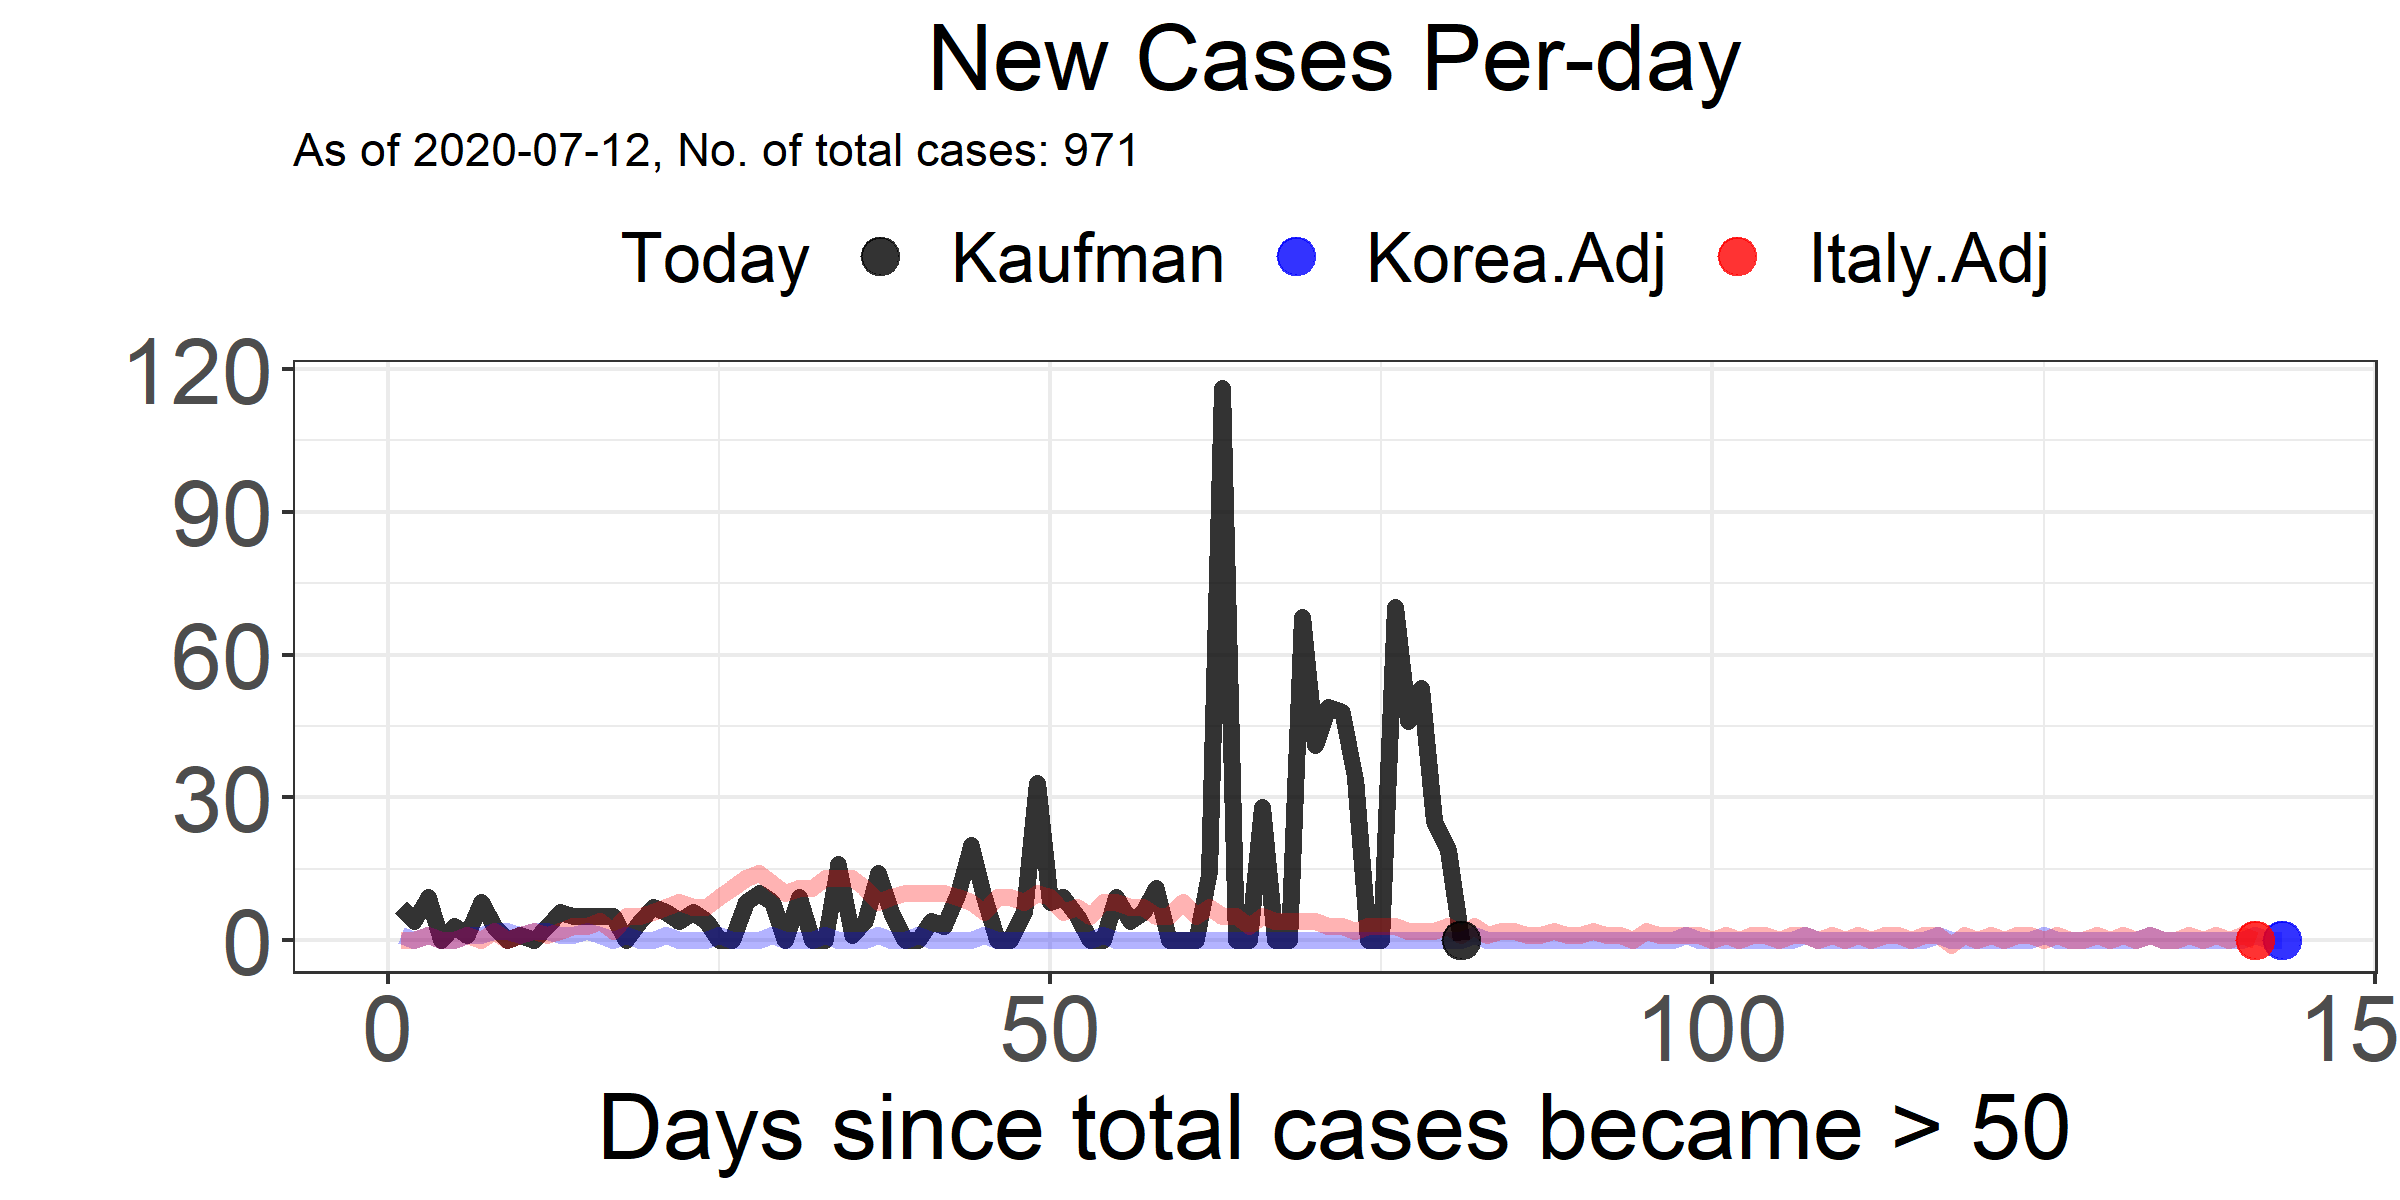 New Cases Per-day
As of 2020-07-12, No. of total cases: 971
Today Kaufman Korea.Adj Italy.Adj
120
90
60
30
0
0 50 100 15
Days since total cases became > 50